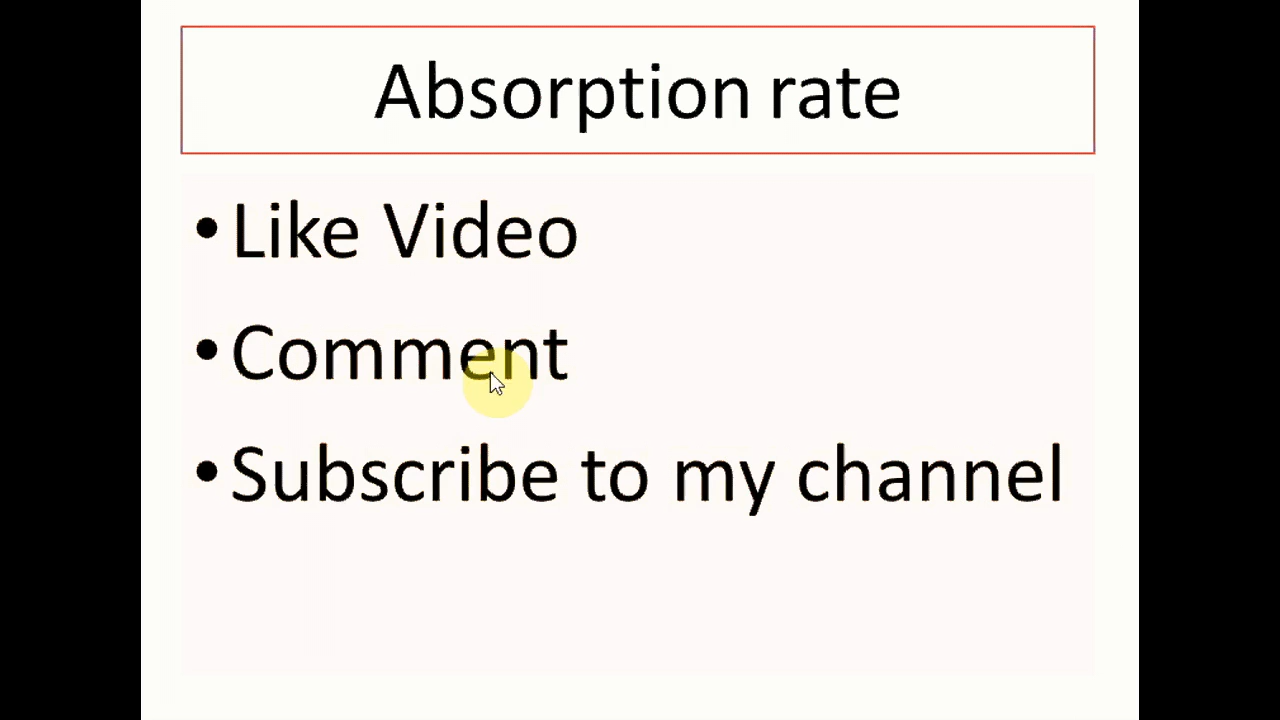 Absorption rate
• Like Video
• Comment
• Subscribe to my channel